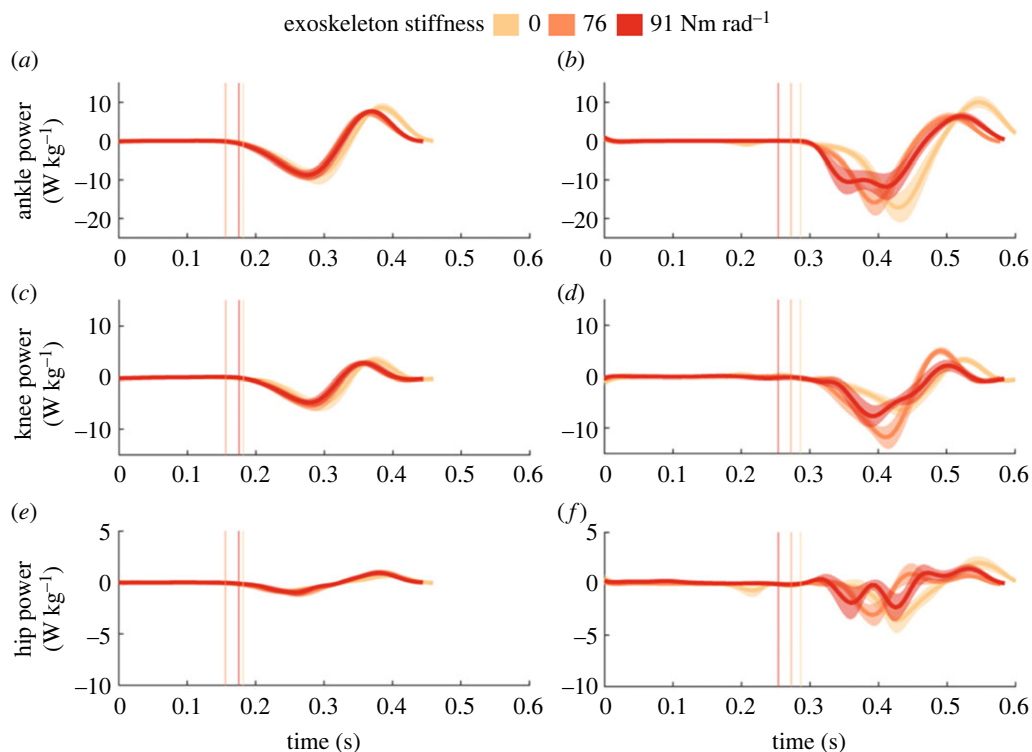 exoskeleton stiffness 0 76 91 Nm rad⁻¹
(a) (b)
10
0
−10
−20
ankle power
(W kg⁻¹)
10
0
−10
−20
0 0.1 0.2 0.3 0.4 0.5 0.6
0 0.1 0.2 0.3 0.4 0.5 0.6
(c) (d)
10
0
−10
knee power
(W kg⁻¹)
10
0
−10
0 0.1 0.2 0.3 0.4 0.5 0.6
0 0.1 0.2 0.3 0.4 0.5 0.6
(e) (f)
5
0
−5
−10
hip power
(W kg⁻¹)
5
0
−5
−10
0 0.1 0.2 0.3 0.4 0.5 0.6
0 0.1 0.2 0.3 0.4 0.5 0.6
time (s) time (s)